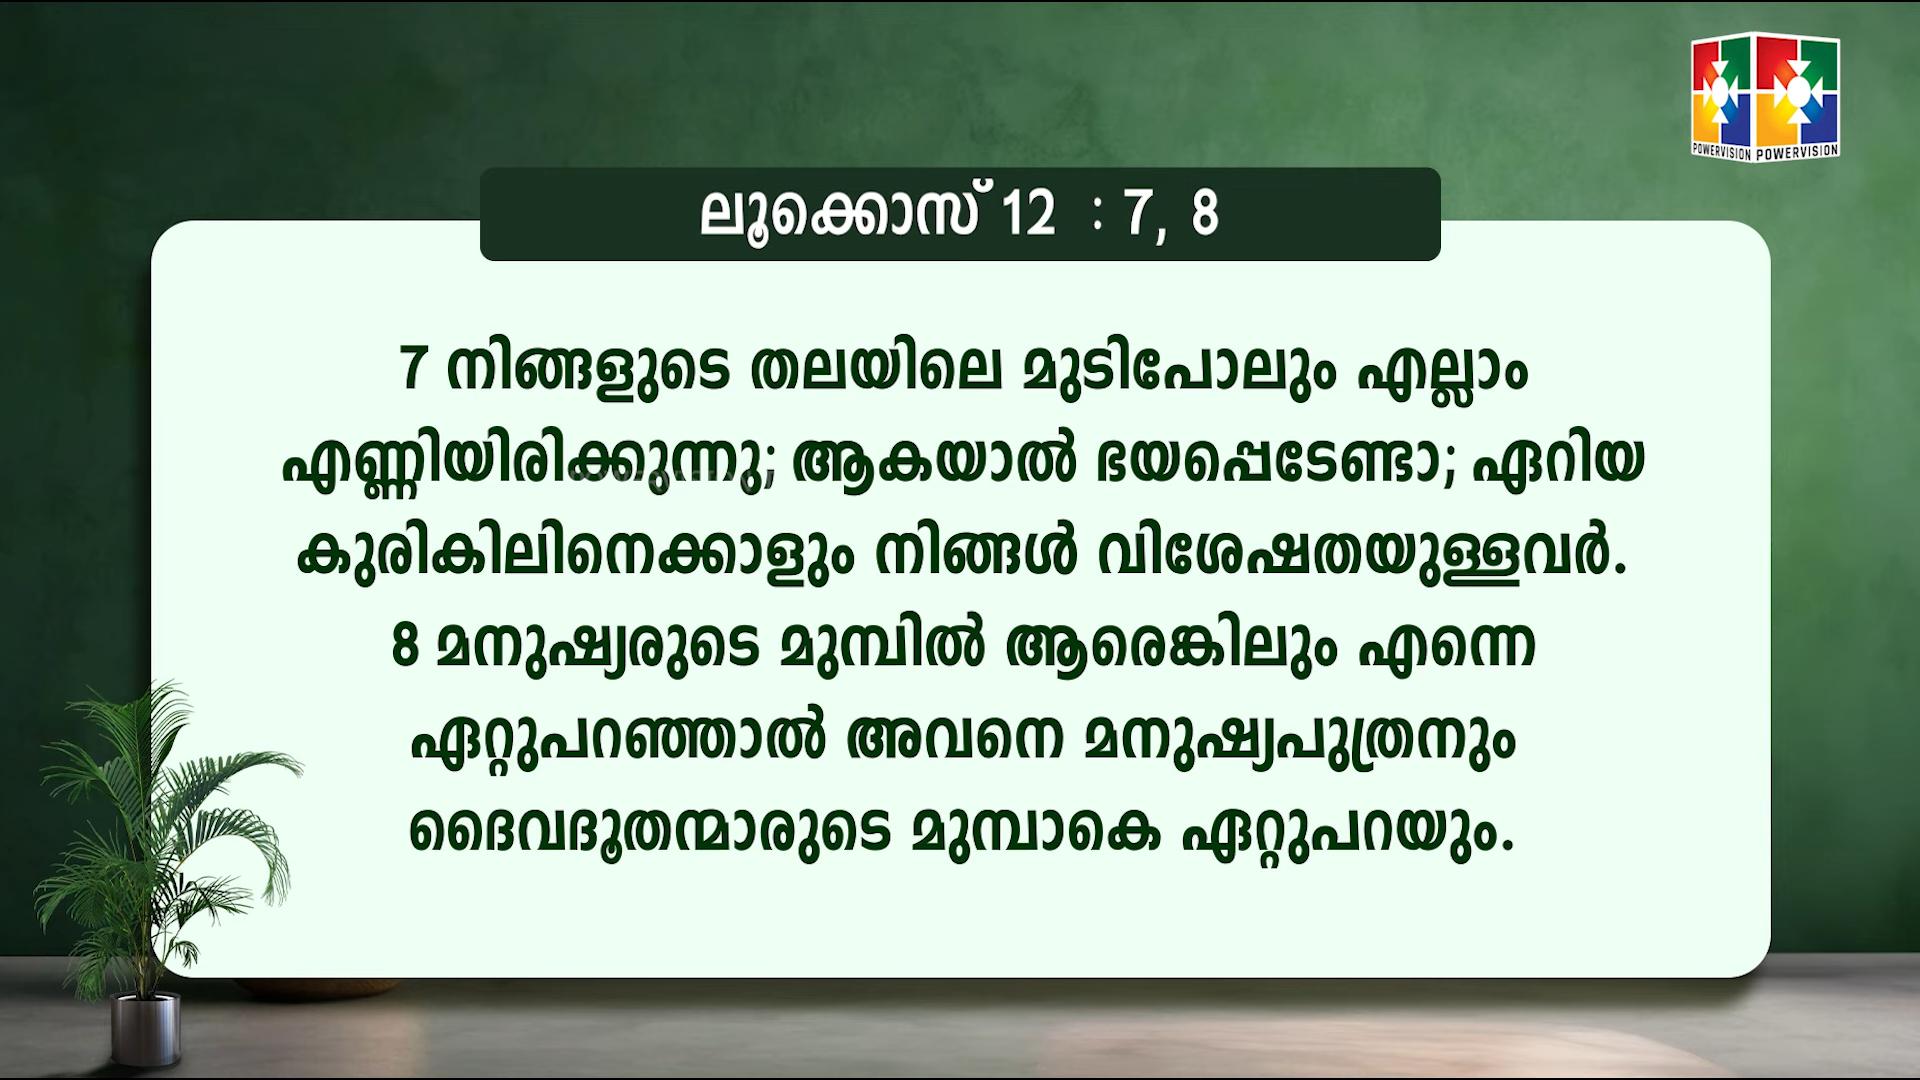 POWERVISION POWERVISION
ലൂക്കൊസ് 12 : 7, 8
7 നിങ്ങളുടെ തലയിലെ മുടിപോലും എല്ലാം
എണ്ണിയിരിക്കുന്നു; ആകയാൽ ഭയപ്പെടേണ്ടാ; ഏറിയ
കുരികിലിനെക്കാളും നിങ്ങൾ വിശേഷതയുള്ളവർ.
8 മനുഷ്യരുടെ മുമ്പിൽ ആരെങ്കിലും എന്നെ
ഏറ്റുപറഞ്ഞാൽ അവനെ മനുഷ്യപുത്രനും
ദൈവദൂതന്മാരുടെ മുമ്പാകെ ഏറ്റുപറയും.